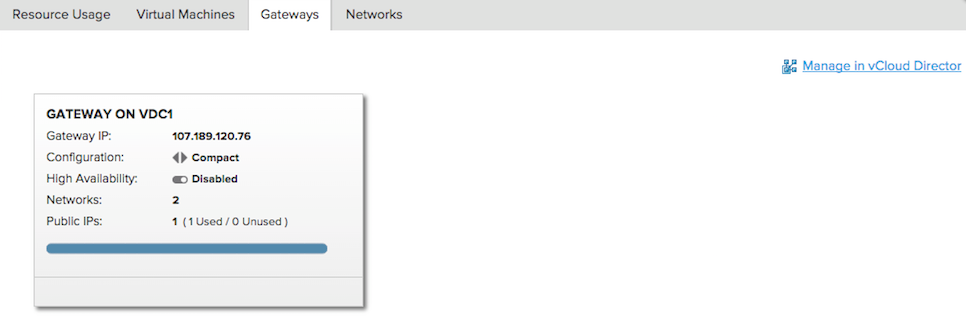 Resource Usage Virtual Machines Gateways Networks
Manage in vCloud Director
GATEWAY ON VDC1
Gateway IP: 107.189.120.76
Configuration: Compact
High Availability: Disabled
Networks: 2
Public IPs: 1 ( 1 Used / 0 Unused )